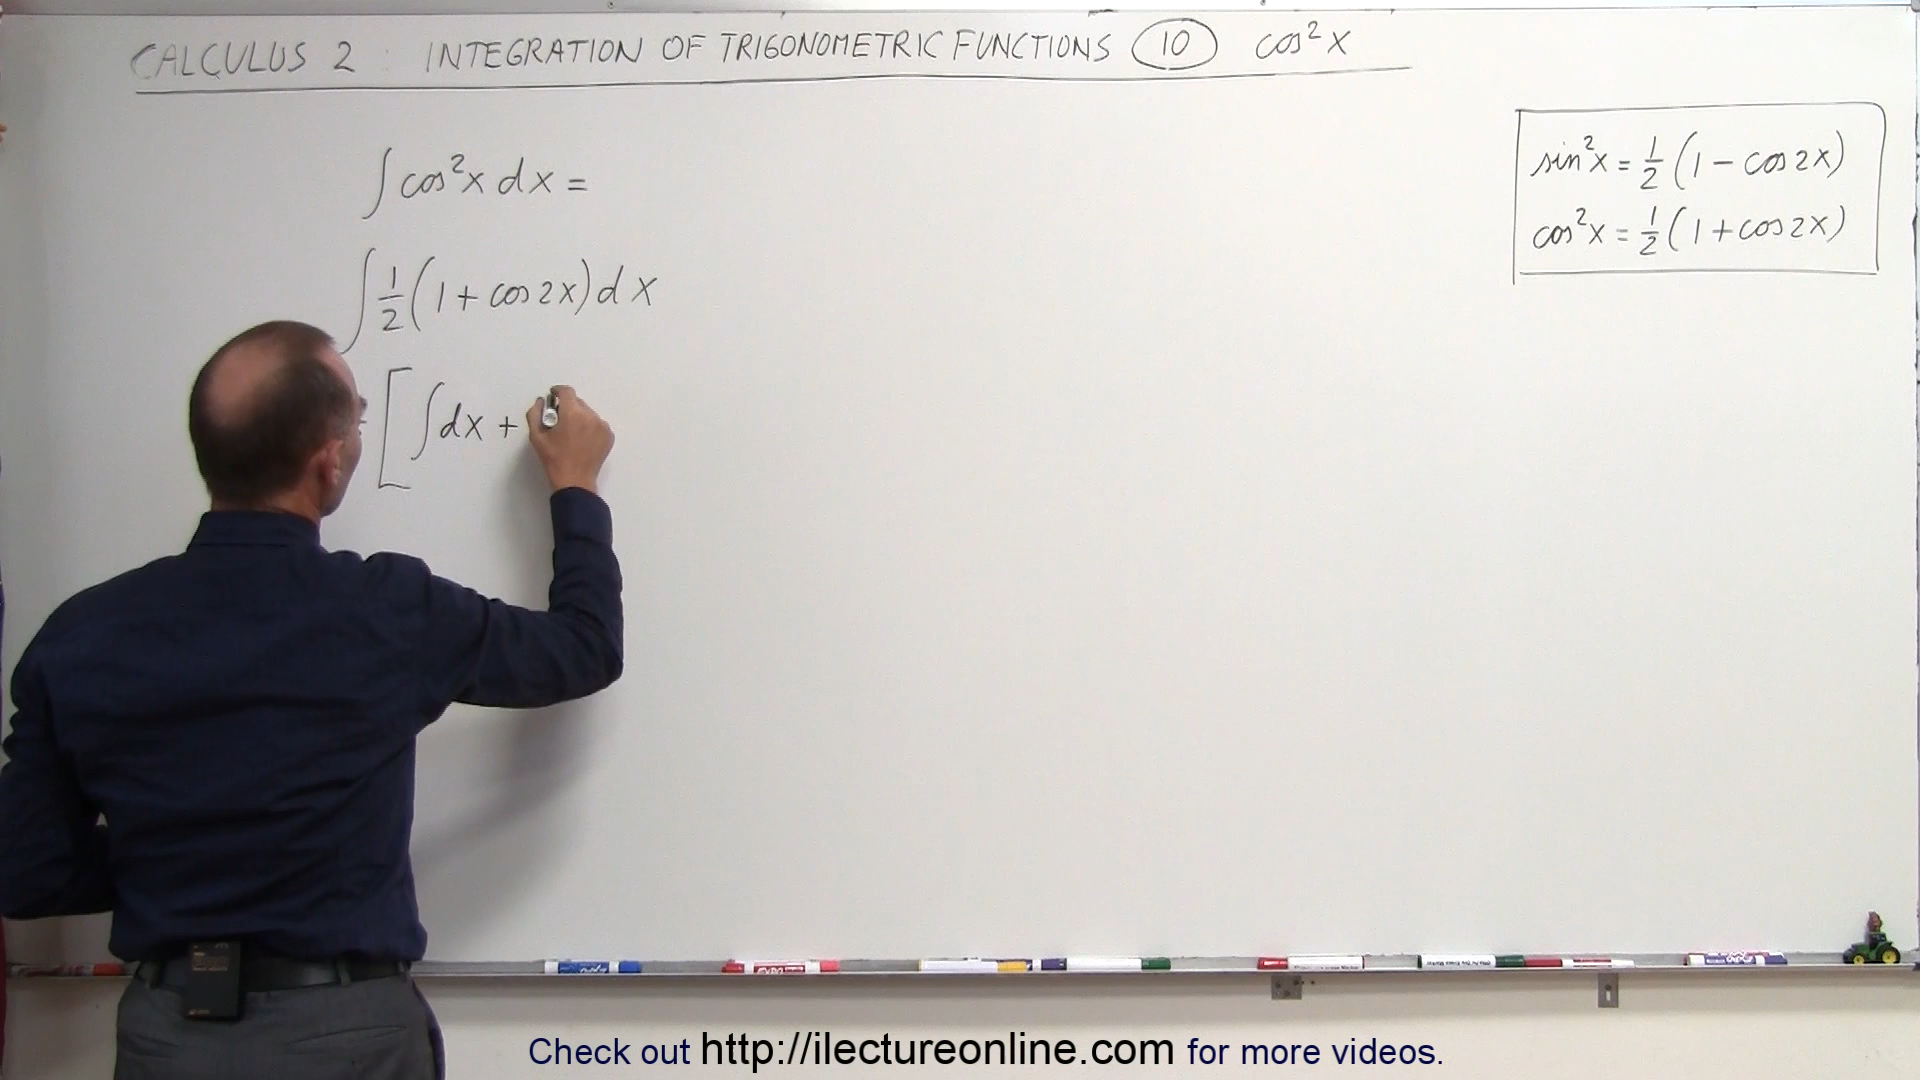 CALCULUS 2 : INTEGRATION OF TRIGONOMETRIC FUNCTIONS 10 cos²x
sin²x = 1/2 (1 - cos 2x)
cos²x = 1/2 (1 + cos 2x)
∫ cos²x dx =
∫ 1/2 (1 + cos 2x) dx
[ ∫ dx +
EXPO
Check out http://ilectureonline.com for more videos.